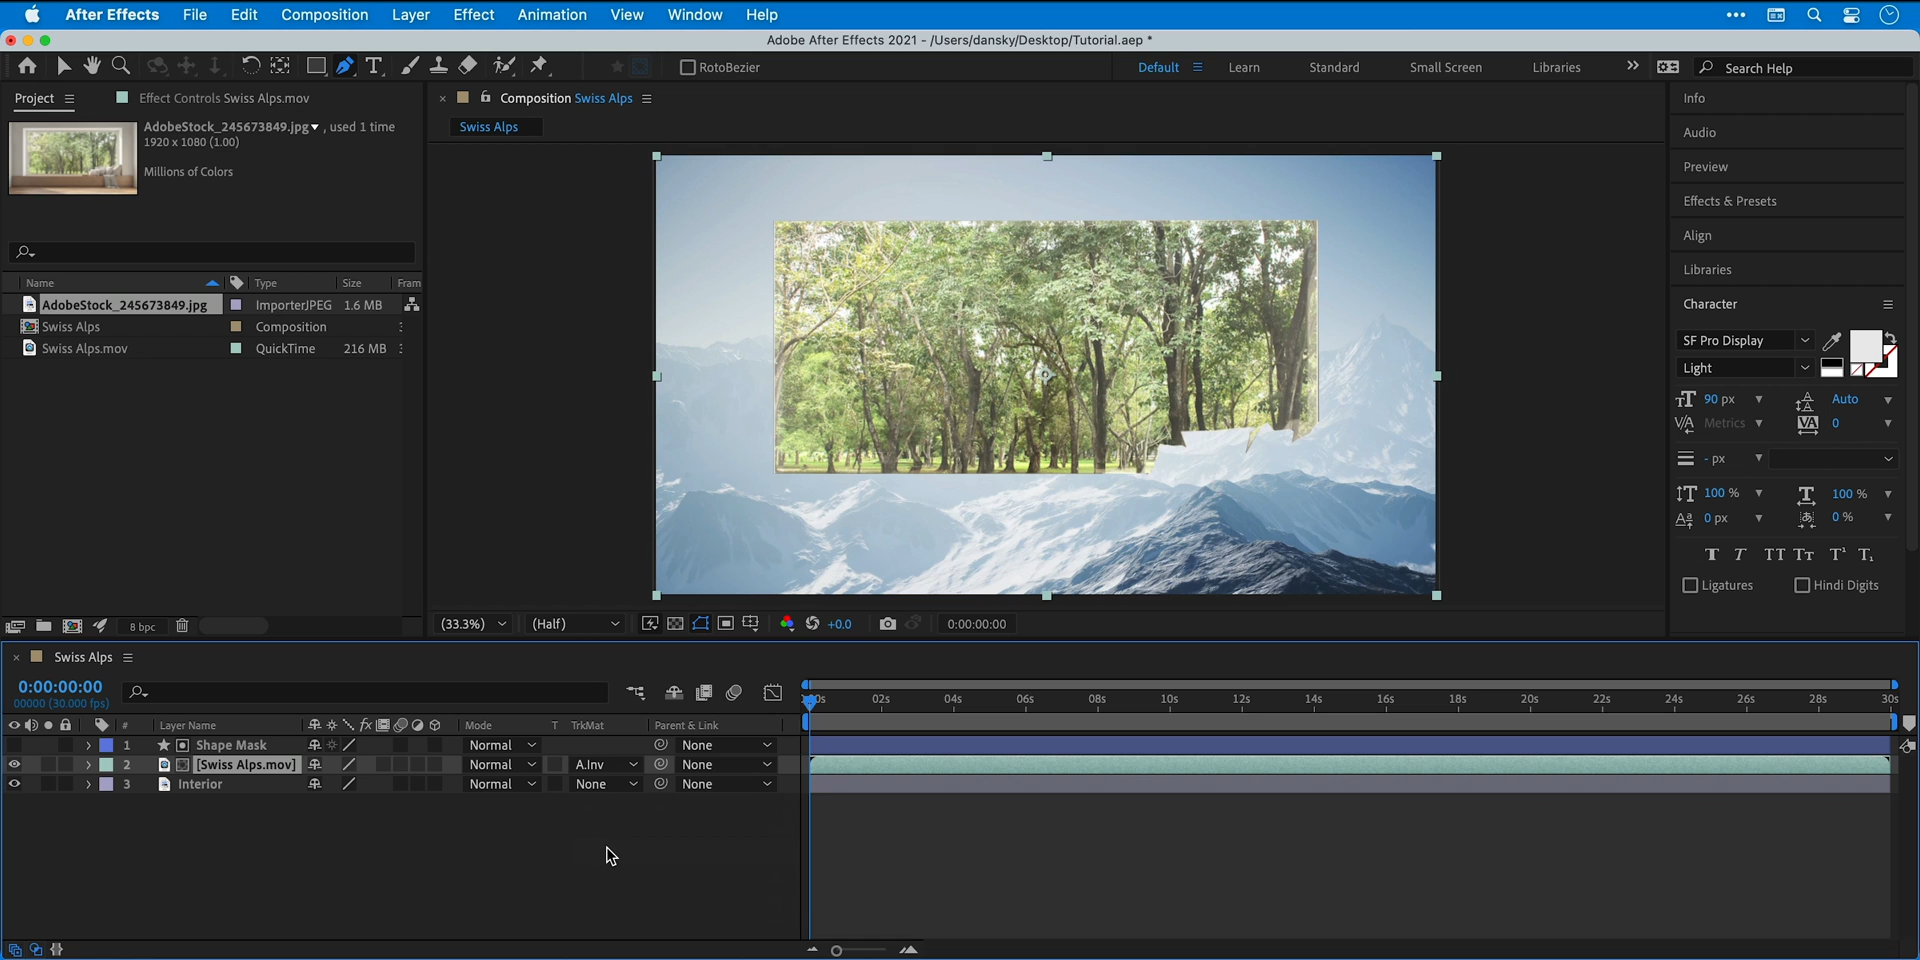 After Effects File Edit Composition Layer Effect Animation View Window Help
Adobe After Effects 2021 - /Users/dansky/Desktop/Tutorial.aep *
RotoBezier Default Learn Standard Small Screen Libraries Search Help
Project Effect Controls Swiss Alps.mov
AdobeStock_245673849.jpg , used 1 time
1920 x 1080 (1.00)
Millions of Colors
Name Type Size Fram
AdobeStock_245673849.jpg ImporterJPEG 1.6 MB
Swiss Alps Composition
Swiss Alps.mov QuickTime 216 MB
8 bpc
Composition Swiss Alps
Swiss Alps
(33.3%) (Half) +0.0 0:00:00:00
Info
Audio
Preview
Effects & Presets
Align
Libraries
Character
SF Pro Display
Light
90 px Auto
Metrics 0
- px
100 % 100 %
0 px 0 %
Ligatures Hindi Digits
Swiss Alps
0:00:00:00
00000 (30.000 fps)
# Layer Name Mode T TrkMat Parent & Link
1 Shape Mask Normal None
2 [Swiss Alps.mov] Normal A.Inv None
3 Interior Normal None None
02s 04s 06s 08s 10s 12s 14s 16s 18s 20s 22s 24s 26s 28s 30s